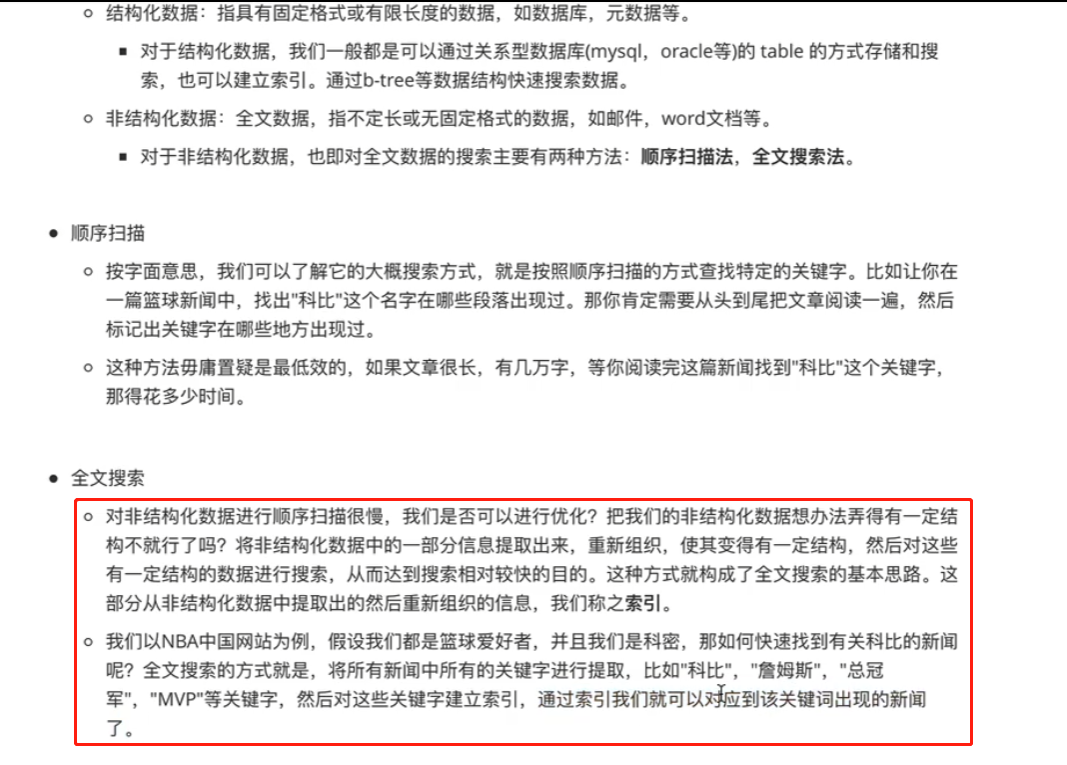 结构化数据：指具有固定格式或有限长度的数据，如数据库，元数据等。
对于结构化数据，我们一般都是可以通过关系型数据库(mysql，oracle等)的 table 的方式存储和搜
索，也可以建立索引。通过b-tree等数据结构快速搜索数据。
非结构化数据：全文数据，指不定长或无固定格式的数据，如邮件，word文档等。
对于非结构化数据，也即对全文数据的搜索主要有两种方法：顺序扫描法，全文搜索法。
顺序扫描
按字面意思，我们可以了解它的大概搜索方式，就是按照顺序扫描的方式查找特定的关键字。比如让你在
一篇篮球新闻中，找出"科比"这个名字在哪些段落出现过。那你肯定需要从头到尾把文章阅读一遍，然后
标记出关键字在哪些地方出现过。
这种方法毋庸置疑是最低效的，如果文章很长，有几万字，等你阅读完这篇新闻找到"科比"这个关键字，
那得花多少时间。
全文搜索
对非结构化数据进行顺序扫描很慢，我们是否可以进行优化？把我们的非结构化数据想办法弄得有一定结
构不就行了吗？将非结构化数据中的一部分信息提取出来，重新组织，使其变得有一定结构，然后对这些
有一定结构的数据进行搜索，从而达到搜索相对较快的目的。这种方式就构成了全文搜索的基本思路。这
部分从非结构化数据中提取出的然后重新组织的信息，我们称之索引。
我们以NBA中国网站为例，假设我们都是篮球爱好者，并且我们是科密，那如何快速找到有关科比的新闻
呢？全文搜索的方式就是，将所有新闻中所有的关键字进行提取，比如"科比"，"詹姆斯"，"总冠
军"，"MVP"等关键字，然后对这些关键字建立索引，通过索引我们就可以对应到该关键词出现的新闻
了。